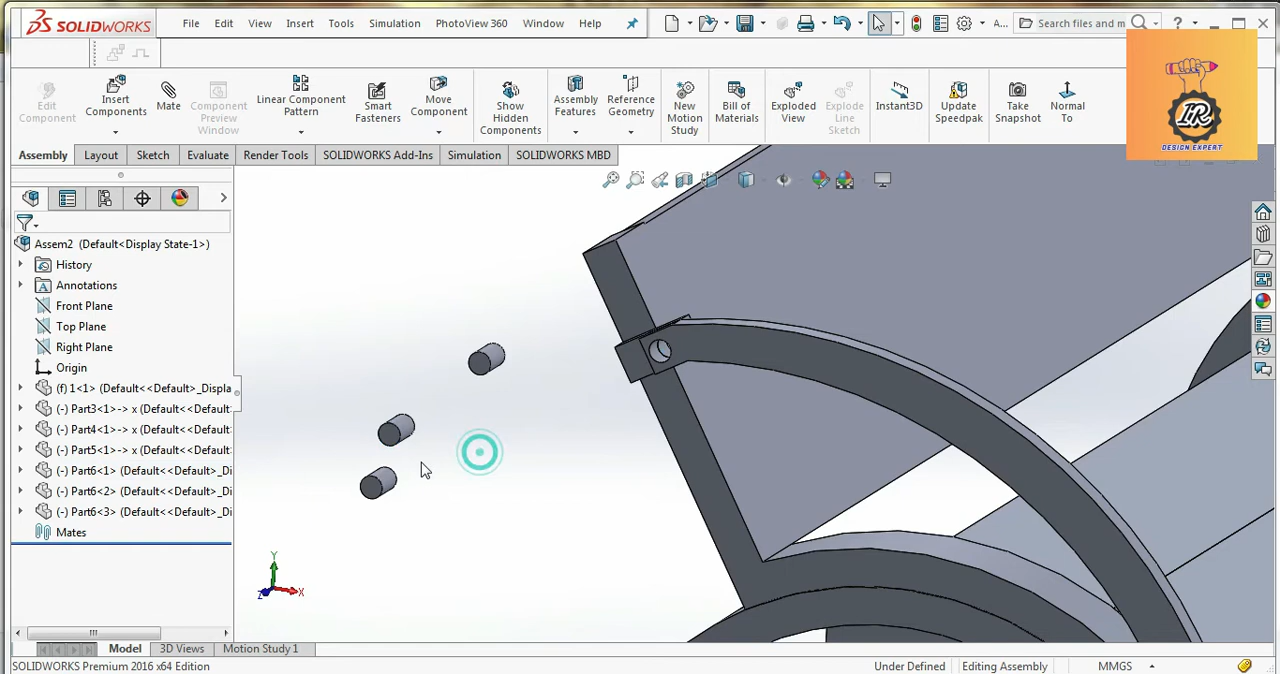 SOLIDWORKS File Edit View Insert Tools Simulation PhotoView 360 Window Help A... Search files and m
Edit Component
Insert Components
Mate
Component Preview Window
Linear Component Pattern
Smart Fasteners
Move Component
Show Hidden Components
Assembly Features
Reference Geometry
New Motion Study
Bill of Materials
Exploded View
Explode Line Sketch
Instant3D
Update Speedpak
Take Snapshot
Normal To
IR
DESIGN EXPERT
Assembly Layout Sketch Evaluate Render Tools SOLIDWORKS Add-Ins Simulation SOLIDWORKS MBD
Assem2 (Default<Display State-1>)
History
Annotations
Front Plane
Top Plane
Right Plane
Origin
(f) 1<1> (Default<<Default>_Displa
(-) Part3<1>-> x (Default<<Default
(-) Part4<1>-> x (Default<<Default
(-) Part5<1>-> x (Default<<Default
(-) Part6<1> (Default<<Default>_Di
(-) Part6<2> (Default<<Default>_Di
(-) Part6<3> (Default<<Default>_Di
Mates
Y
Z X
Model 3D Views Motion Study 1
SOLIDWORKS Premium 2016 x64 Edition Under Defined Editing Assembly MMGS